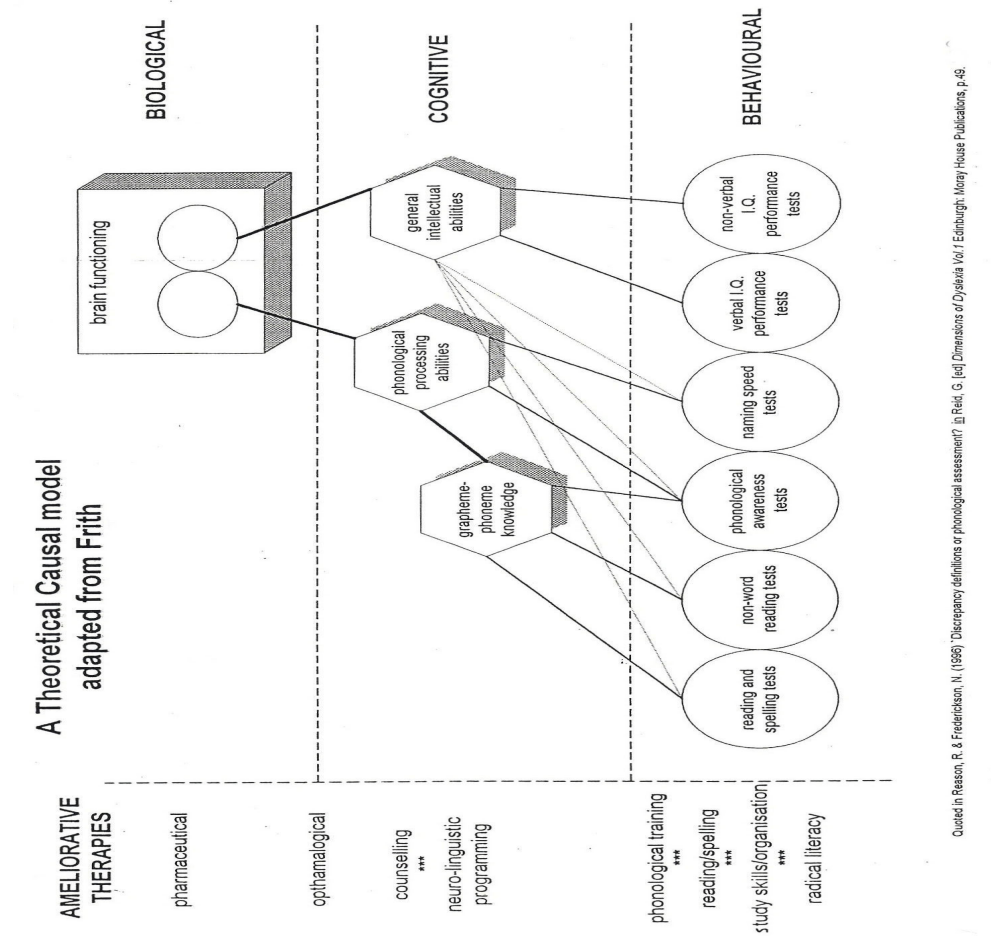 A Theoretical Causal model
adapted from Frith
AMELIORATIVE
THERAPIES
pharmaceutical
opthamalogical
counselling
***
neuro-linguistic
programming
phonological training
***
reading/spelling
***
study skills/organisation
***
radical literacy
BIOLOGICAL
brain functioning
COGNITIVE
grapheme-
phoneme
knowledge
phonological
processing
abilities
general
intellectual
abilities
BEHAVIOURAL
reading and
spelling tests
non-word
reading tests
phonological
awareness
tests
naming speed
tests
verbal I.Q.
performance
tests
non-verbal
I.Q.
performance
tests
Quoted in Reason, R. & Frederickson, N. (1996) 'Discrepancy definitions or phonological assessment? in Reid, G. [ed] Dimensions of Dyslexia Vol.1 Edinburgh: Moray House Publications, p.49.